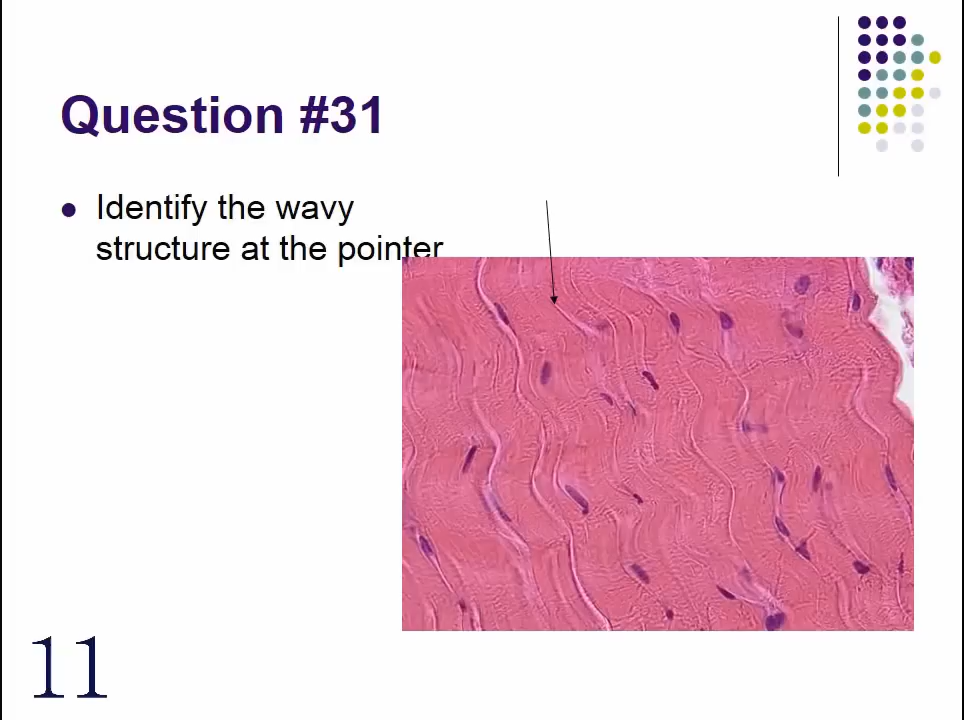 Question #31
Identify the wavy
structure at the pointer
11